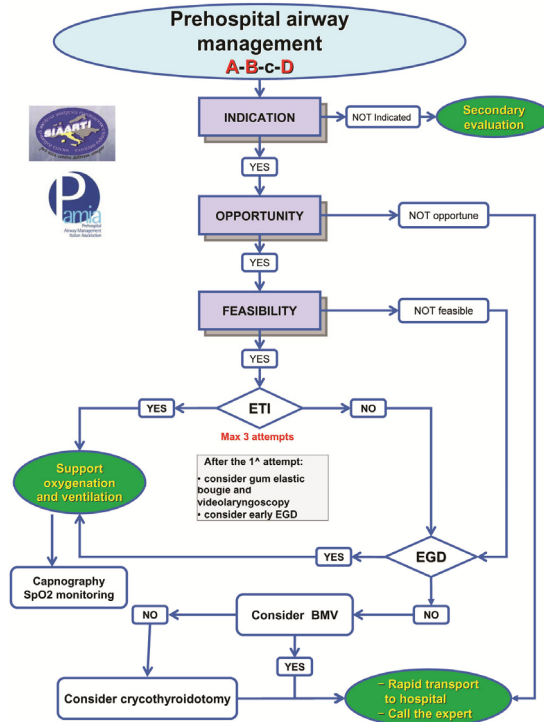 Prehospital airway
management
A-B-c-D
INDICATION
NOT Indicated
Secondary
evaluation
SIAARTI
YES
Pamia
Prehospital
Airway Management
Italian Association
OPPORTUNITY
NOT opportune
YES
FEASIBILITY
NOT feasible
YES
YES
ETI
NO
Max 3 attempts
After the 1^ attempt:
• consider gum elastic
bougie and
videolaryngoscopy
• consider early EGD
Support
oxygenation
and ventilation
YES
EGD
Capnography
SpO2 monitoring
NO
Consider BMV
NO
YES
Consider crycothyroidotomy
– Rapid transport
to hospital
– Call the expert